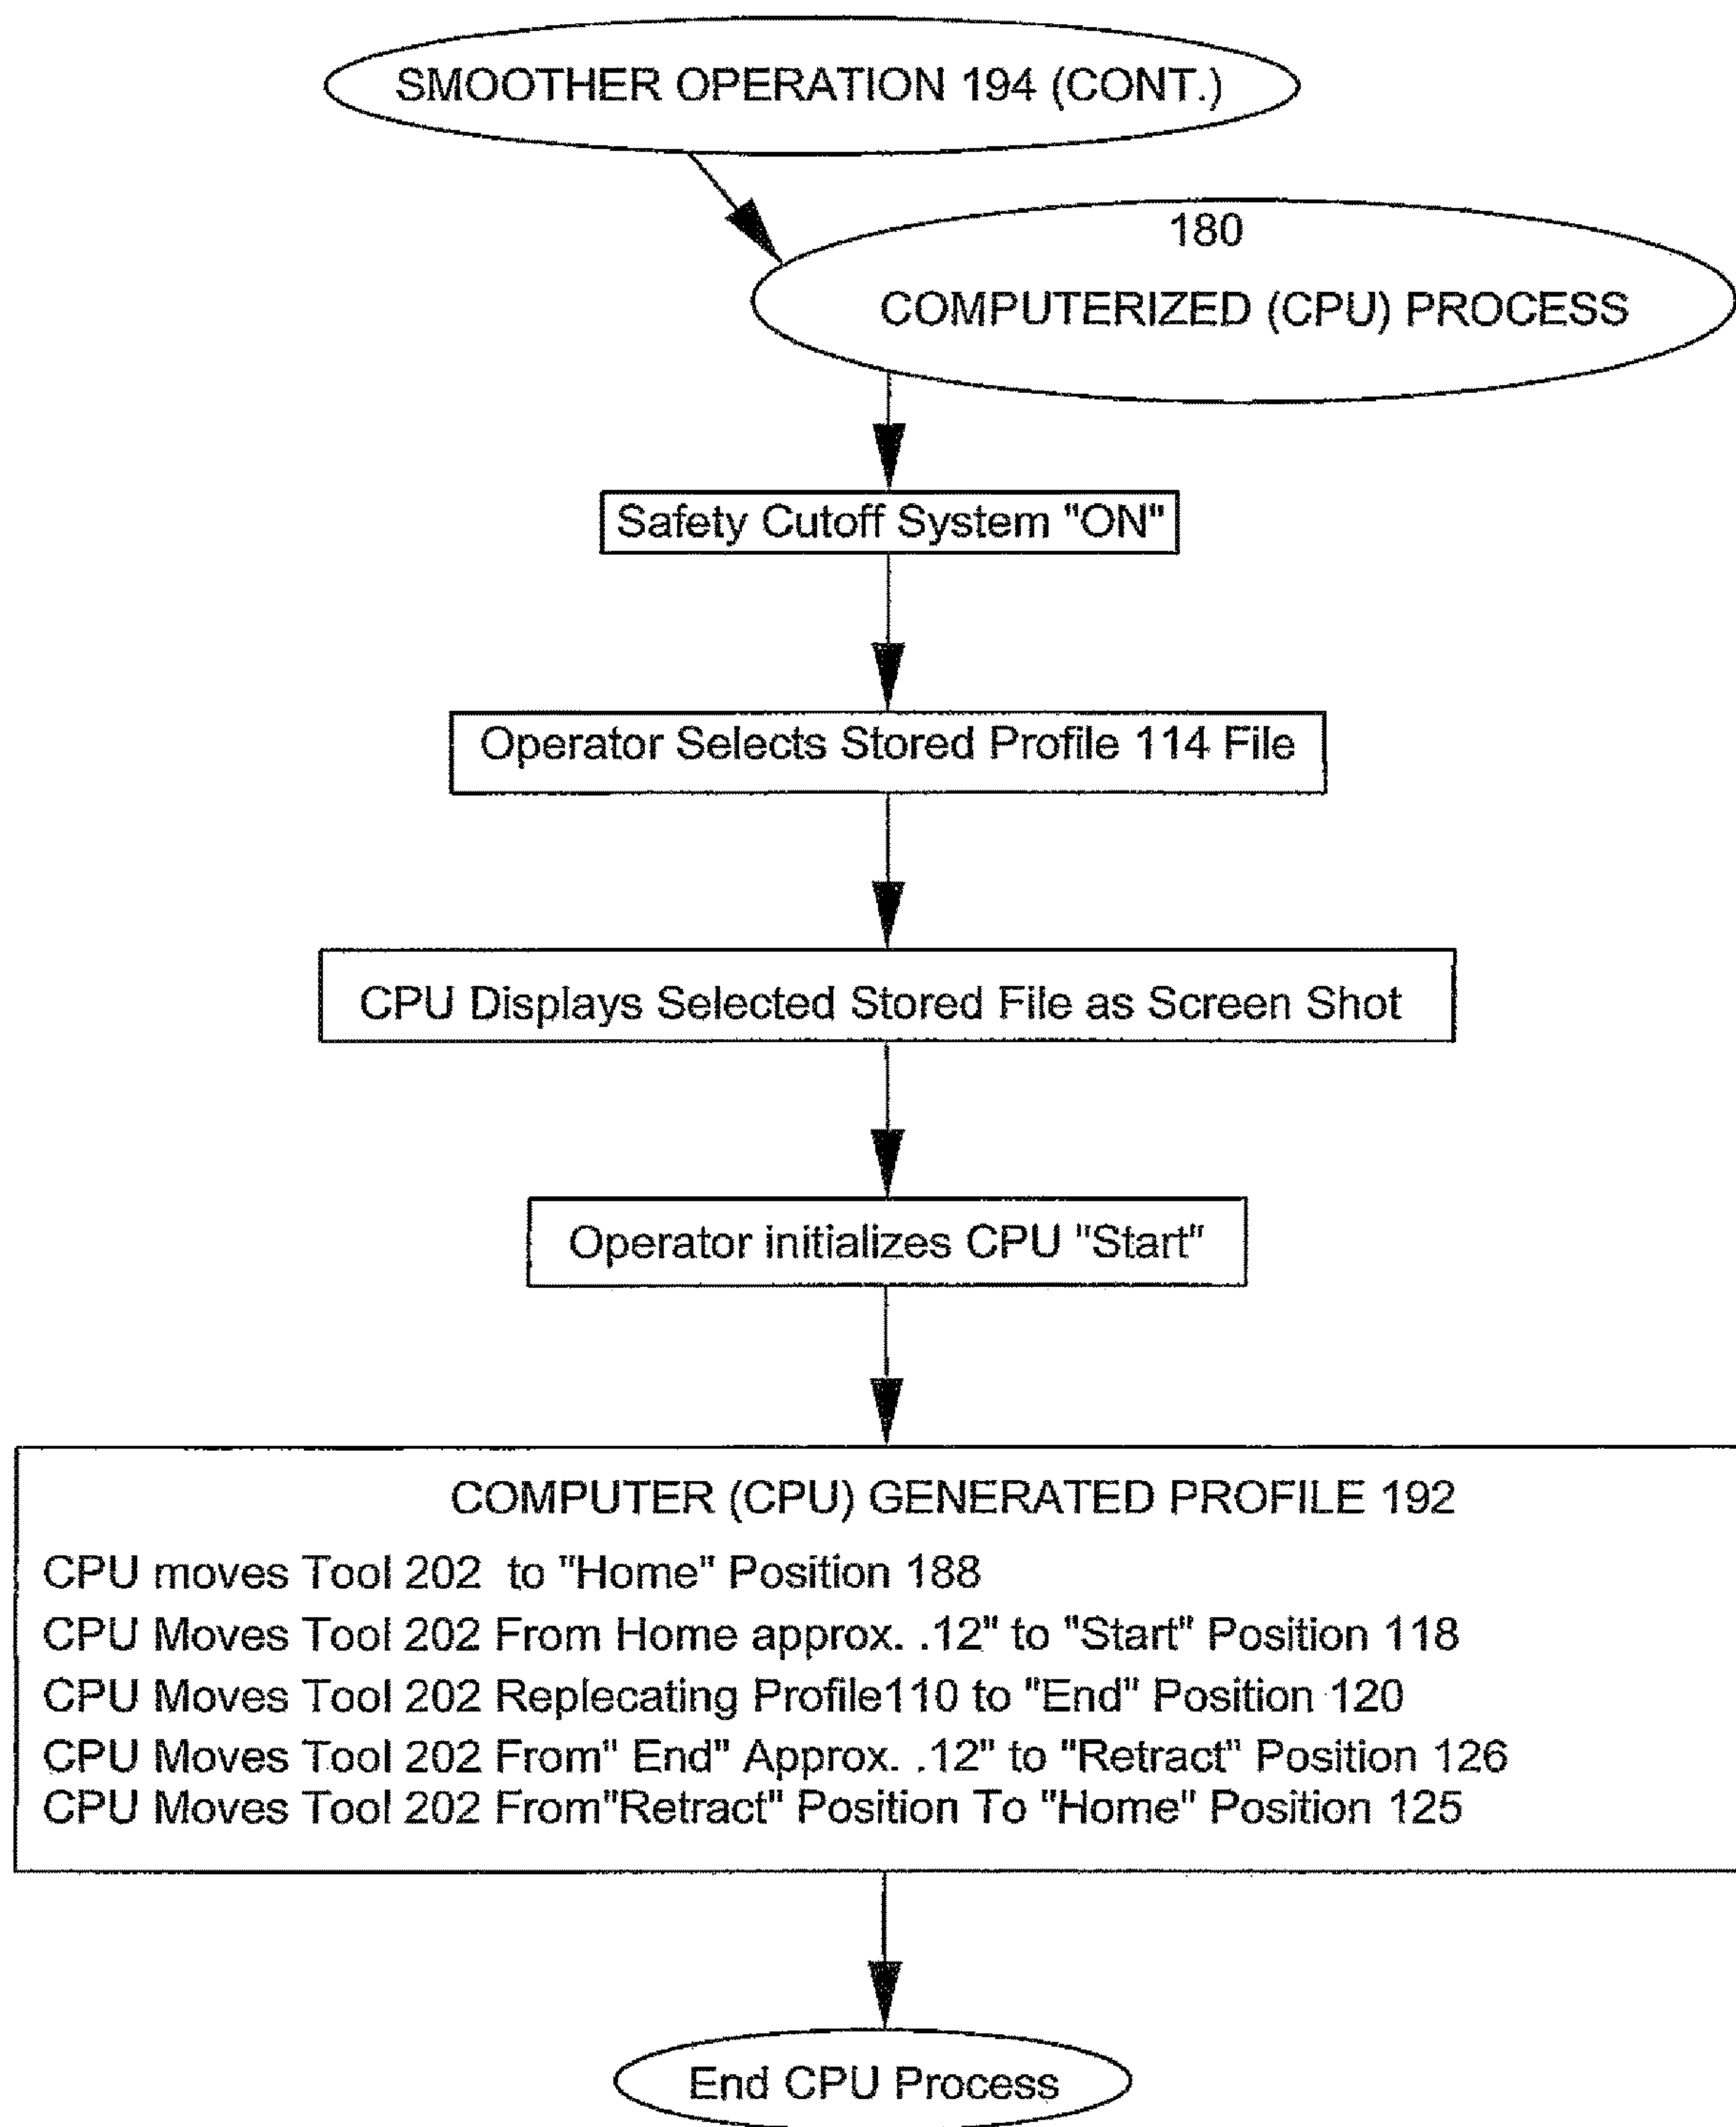 SMOOTHER OPERATION 194 (CONT.)
180
COMPUTERIZED (CPU) PROCESS
Safety Cutoff System "ON"
Operator Selects Stored Profile 114 File
CPU Displays Selected Stored File as Screen Shot
Operator initializes CPU "Start"
COMPUTER (CPU) GENERATED PROFILE 192
CPU moves Tool 202 to "Home" Position 188
CPU Moves Tool 202 From Home approx. .12" to "Start" Position 118
CPU Moves Tool 202 Replecating Profile110 to "End" Position 120
CPU Moves Tool 202 From" End" Approx. .12" to "Retract" Position 126
CPU Moves Tool 202 From"Retract" Position To "Home" Position 125
End CPU Process